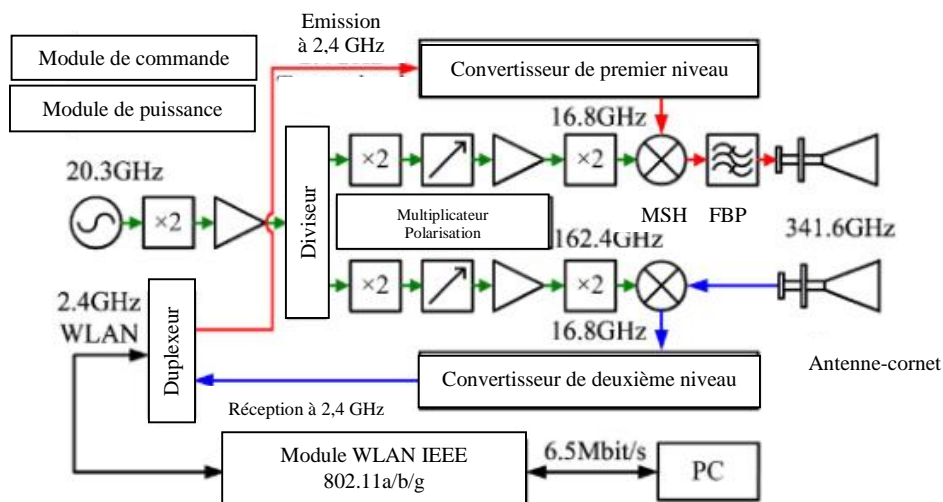 Emission
à 2,4 GHz
Module de commande
Convertisseur de premier niveau
Module de puissance
16.8GHz
20.3GHz
×2
Diviseur
×2
×2
MSH
FBP
Multiplicateur
Polarisation
162.4GHz
341.6GHz
×2
×2
2.4GHz
WLAN
Duplexeur
16.8GHz
Convertisseur de deuxième niveau
Antenne-cornet
Réception à 2,4 GHz
Module WLAN IEEE
802.11a/b/g
6.5Mbit/s
PC